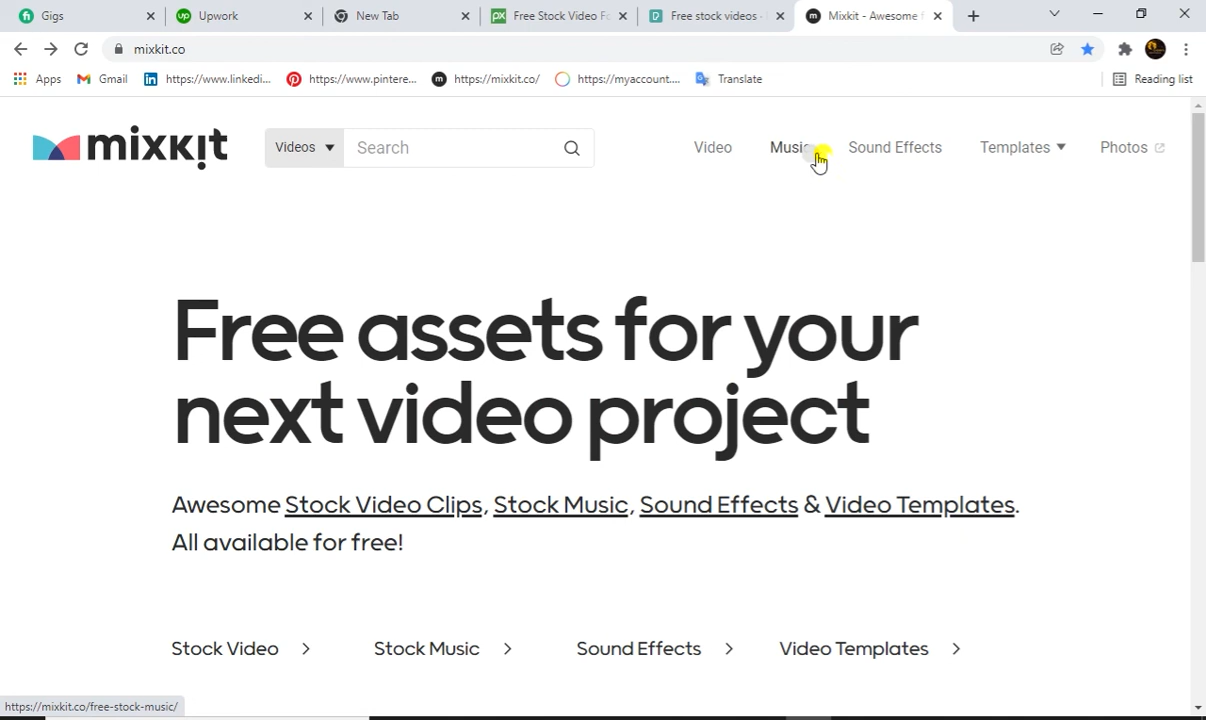 Gigs
Upwork
New Tab
Free Stock Video Fo
Free stock videos
Mixkit - Awesome
mixkit.co
Apps
Gmail
https://www.linkedi...
https://www.pintere...
https://mixkit.co/
https://myaccount....
Translate
Reading list
mixkit
Videos
Search
Video
Music
Sound Effects
Templates
Photos
Free assets for your
next video project
Awesome Stock Video Clips, Stock Music, Sound Effects & Video Templates.
All available for free!
Stock Video
Stock Music
Sound Effects
Video Templates
https://mixkit.co/free-stock-music/